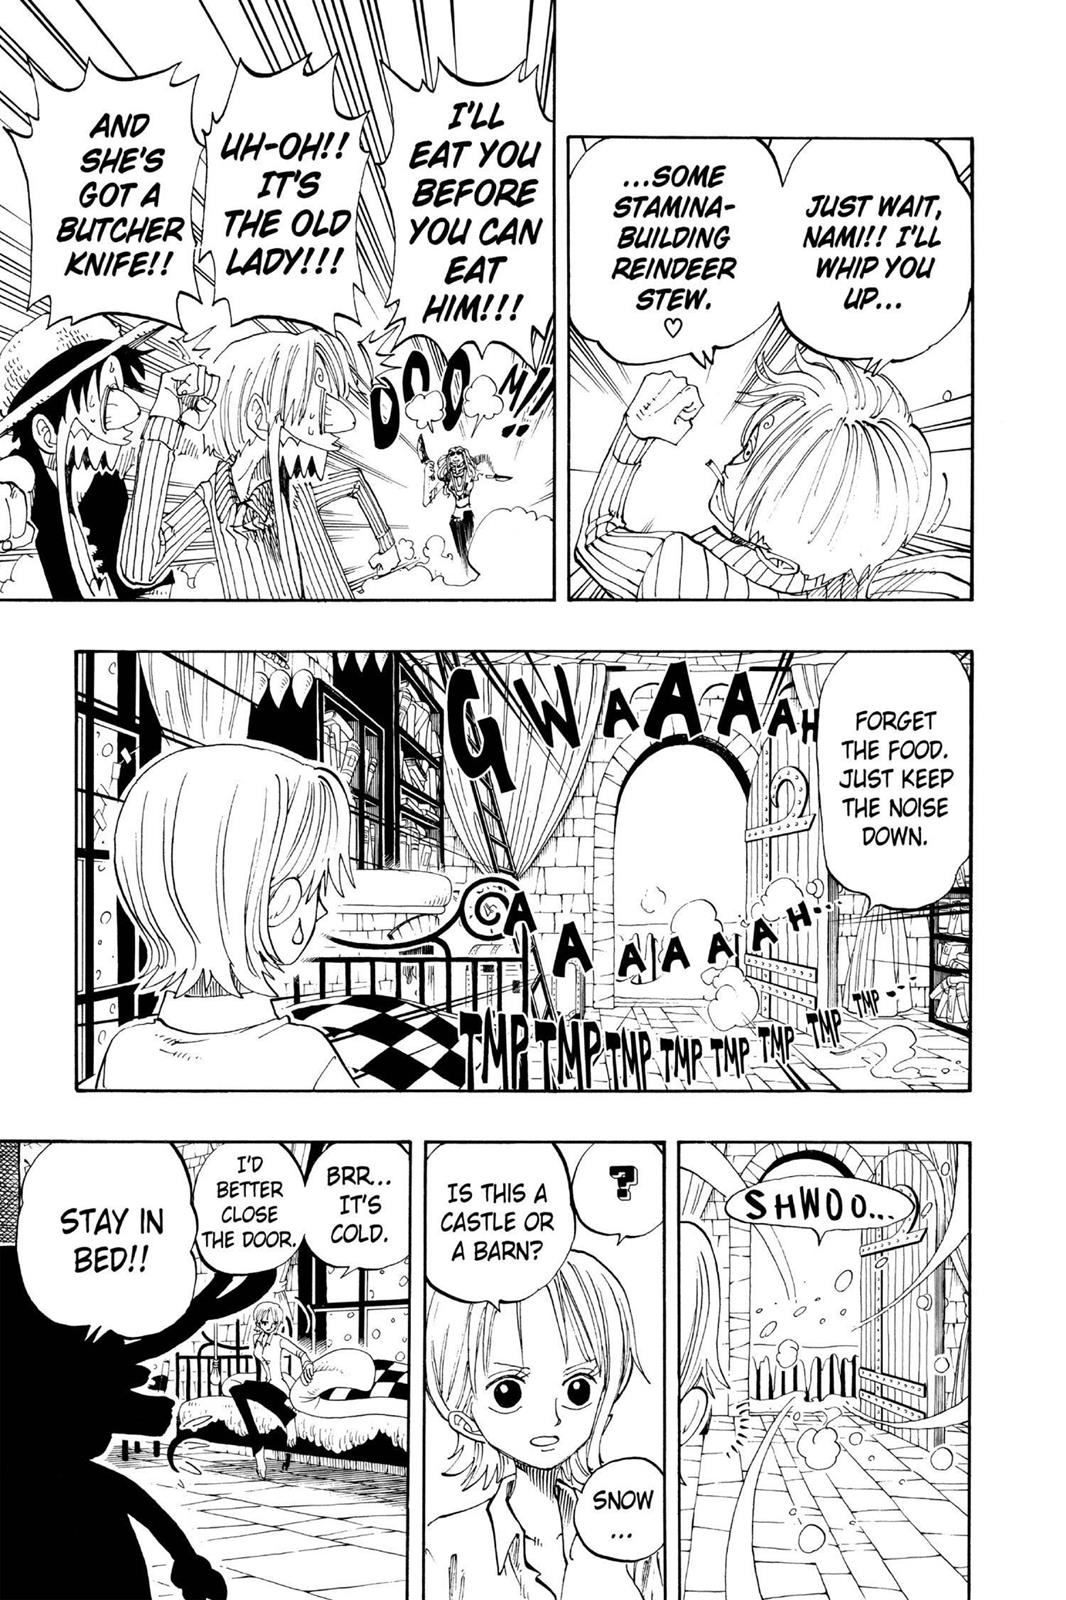 JUST WAIT,
NAMI!! I'LL
WHIP YOU
UP...
...SOME
STAMINA-
BUILDING
REINDEER
STEW.
♡
I'LL
EAT YOU
BEFORE
YOU CAN
EAT
HIM!!!
UH-OH!!
IT'S
THE OLD
LADY!!!
AND
SHE'S
GOT A
BUTCHER
KNIFE!!
DOOOM!!
FORGET
THE FOOD.
JUST KEEP
THE NOISE
DOWN.
GWAAAAAH
GAAAAAAAH...
TMP TMP TMP TMP TMP TMP TMP TMP...
SHWOO...
?
IS THIS A
CASTLE OR
A BARN?
SNOW
...
BRR...
IT'S
COLD.
I'D
BETTER
CLOSE
THE DOOR.
STAY IN
BED!!